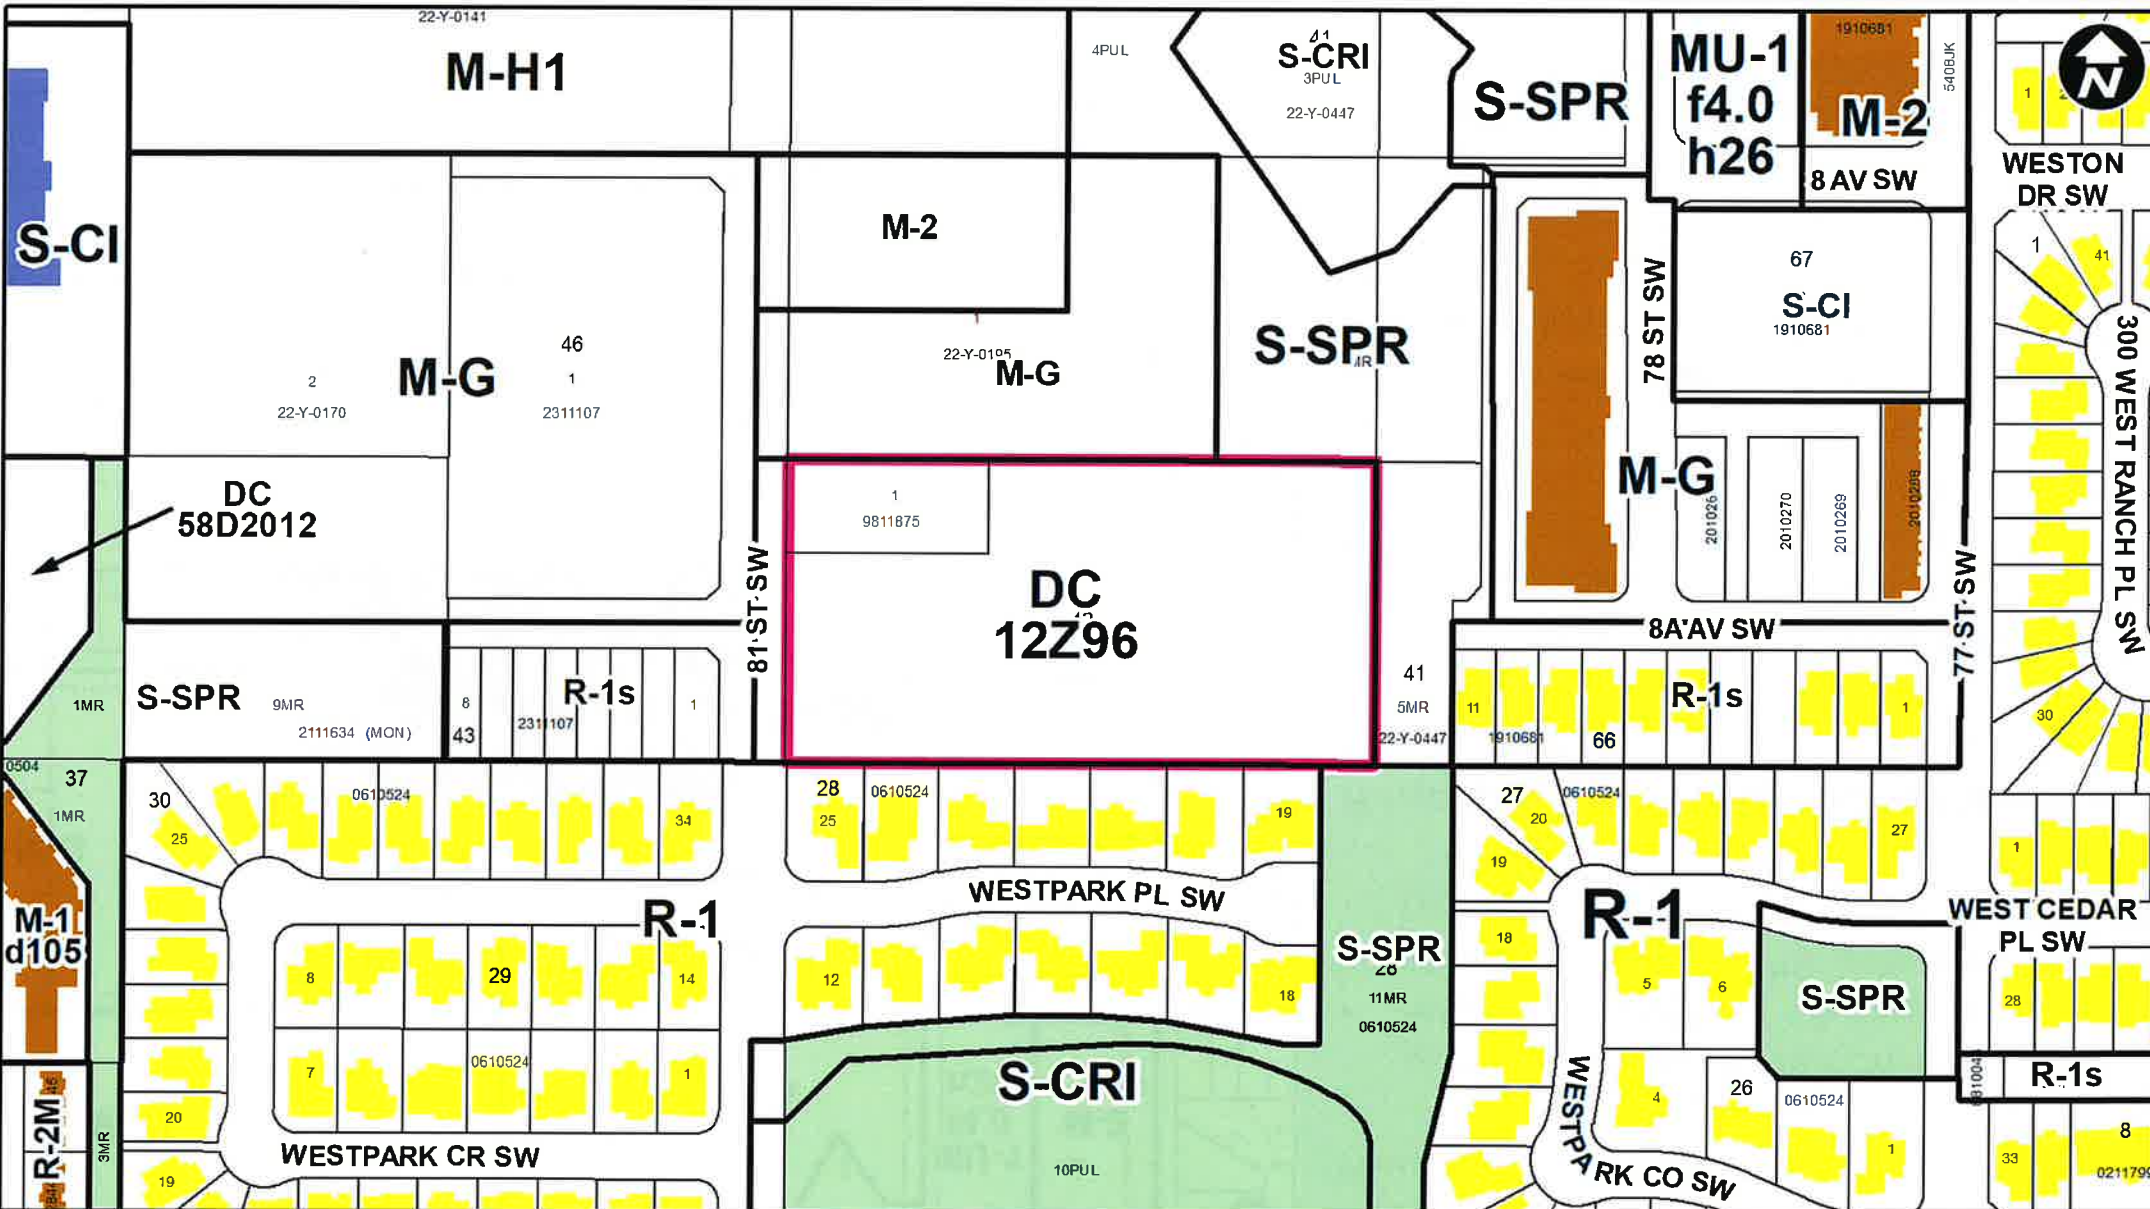 22-Y-0141
M-H1
4PUL
41
S-CRI
3PUL
22-Y-0447
S-SPR
MU-1
f4.0
h26
1910681
M-2
5408JK
8 AV SW
N
1
2
WESTON
DR SW
S-CI
M-2
46
M-G
1
2311107
2
22-Y-0170
22-Y-0195
M-G
S-SPR
4R
78 ST SW
67
S-CI
1910681
1
41
300 WEST RANCH PL SW
30
DC
58D2012
1
9811875
DC
12Z96
81 ST SW
M-G
2010270
2010269
2010268
8A AV SW
77 ST SW
1MR
S-SPR
9MR
2111634 (MON)
8
43
2311107
R-1s
1
41
5MR
22-Y-0447
11
1910681
66
R-1s
1
0504
37
1MR
30
25
0610524
34
28
25
0610524
19
27
20
19
0610524
27
1
M-1
d105
R-1
WESTPARK PL SW
R-1
WEST CEDAR
PL SW
8
29
14
12
18
S-SPR
28
11MR
0610524
18
5
6
S-SPR
28
7
0610524
1
S-CRI
10PUL
WESTPARK CO SW
4
26
0610524
1
R-1s
R-2M
46
3MR
20
19
WESTPARK CR SW
33
8